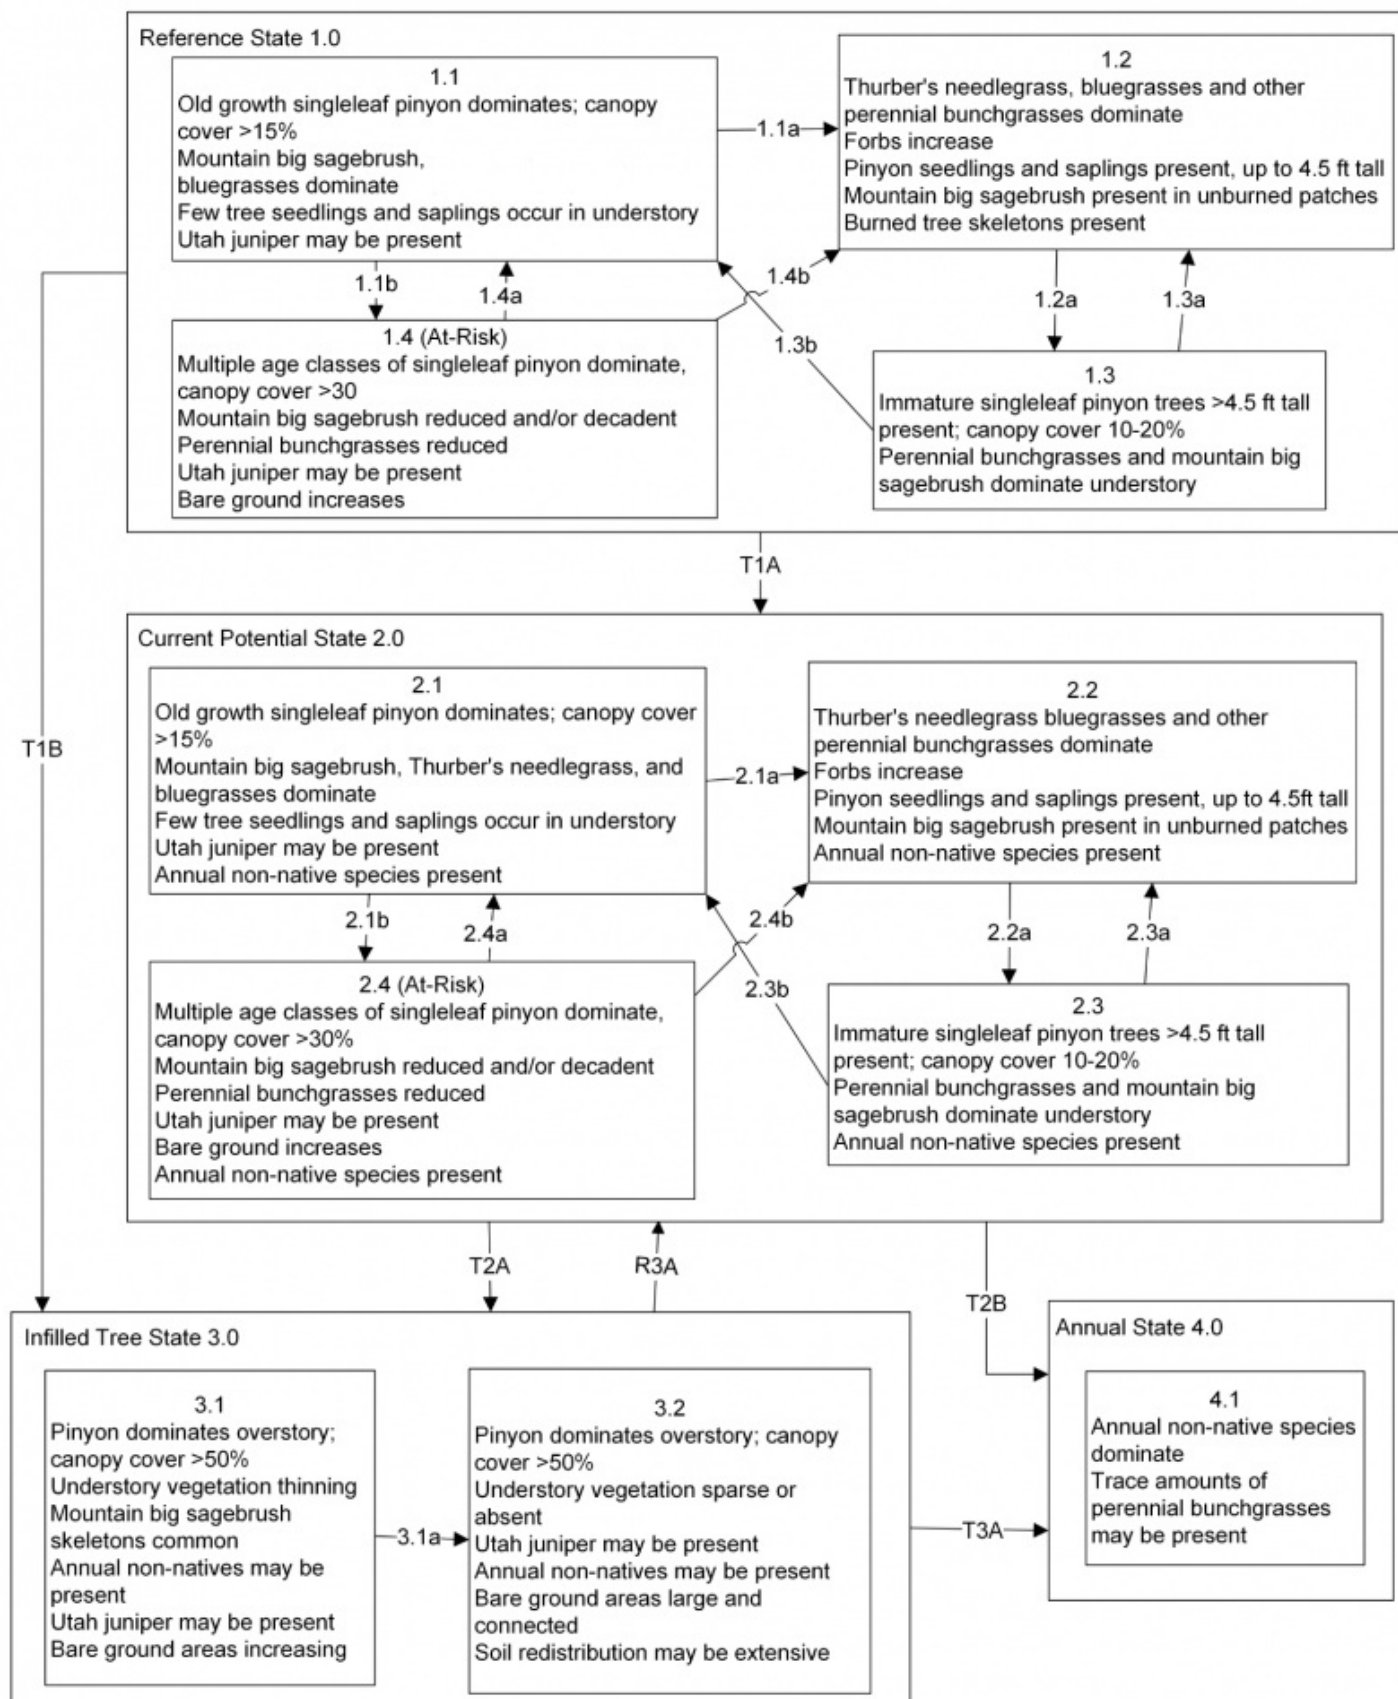 Reference State 1.0
1.1
Old growth singleleaf pinyon dominates; canopy
cover >15%
Mountain big sagebrush,
bluegrasses dominate
Few tree seedlings and saplings occur in understory
Utah juniper may be present
1.1a
1.2
Thurber's needlegrass, bluegrasses and other
perennial bunchgrasses dominate
Forbs increase
Pinyon seedlings and saplings present, up to 4.5 ft tall
Mountain big sagebrush present in unburned patches
Burned tree skeletons present
1.1b
1.4a
1.4b
1.2a
1.3a
1.3b
1.4 (At-Risk)
Multiple age classes of singleleaf pinyon dominate,
canopy cover >30
Mountain big sagebrush reduced and/or decadent
Perennial bunchgrasses reduced
Utah juniper may be present
Bare ground increases
1.3
Immature singleleaf pinyon trees >4.5 ft tall
present; canopy cover 10-20%
Perennial bunchgrasses and mountain big
sagebrush dominate understory
T1A
T1B
Current Potential State 2.0
2.1
Old growth singleleaf pinyon dominates; canopy cover
>15%
Mountain big sagebrush, Thurber's needlegrass, and
bluegrasses dominate
Few tree seedlings and saplings occur in understory
Utah juniper may be present
Annual non-native species present
2.1a
2.2
Thurber's needlegrass bluegrasses and other
perennial bunchgrasses dominate
Forbs increase
Pinyon seedlings and saplings present, up to 4.5ft tall
Mountain big sagebrush present in unburned patches
Annual non-native species present
2.1b
2.4a
2.4b
2.2a
2.3a
2.3b
2.4 (At-Risk)
Multiple age classes of singleleaf pinyon dominate,
canopy cover >30%
Mountain big sagebrush reduced and/or decadent
Perennial bunchgrasses reduced
Utah juniper may be present
Bare ground increases
Annual non-native species present
2.3
Immature singleleaf pinyon trees >4.5 ft tall
present; canopy cover 10-20%
Perennial bunchgrasses and mountain big
sagebrush dominate understory
Annual non-native species present
T2A
R3A
T2B
Infilled Tree State 3.0
3.1
Pinyon dominates overstory;
canopy cover >50%
Understory vegetation thinning
Mountain big sagebrush
skeletons common
Annual non-natives may be
present
Utah juniper may be present
Bare ground areas increasing
3.1a
3.2
Pinyon dominates overstory; canopy
cover >50%
Understory vegetation sparse or
absent
Utah juniper may be present
Annual non-natives may be present
Bare ground areas large and
connected
Soil redistribution may be extensive
T3A
Annual State 4.0
4.1
Annual non-native species
dominate
Trace amounts of
perennial bunchgrasses
may be present